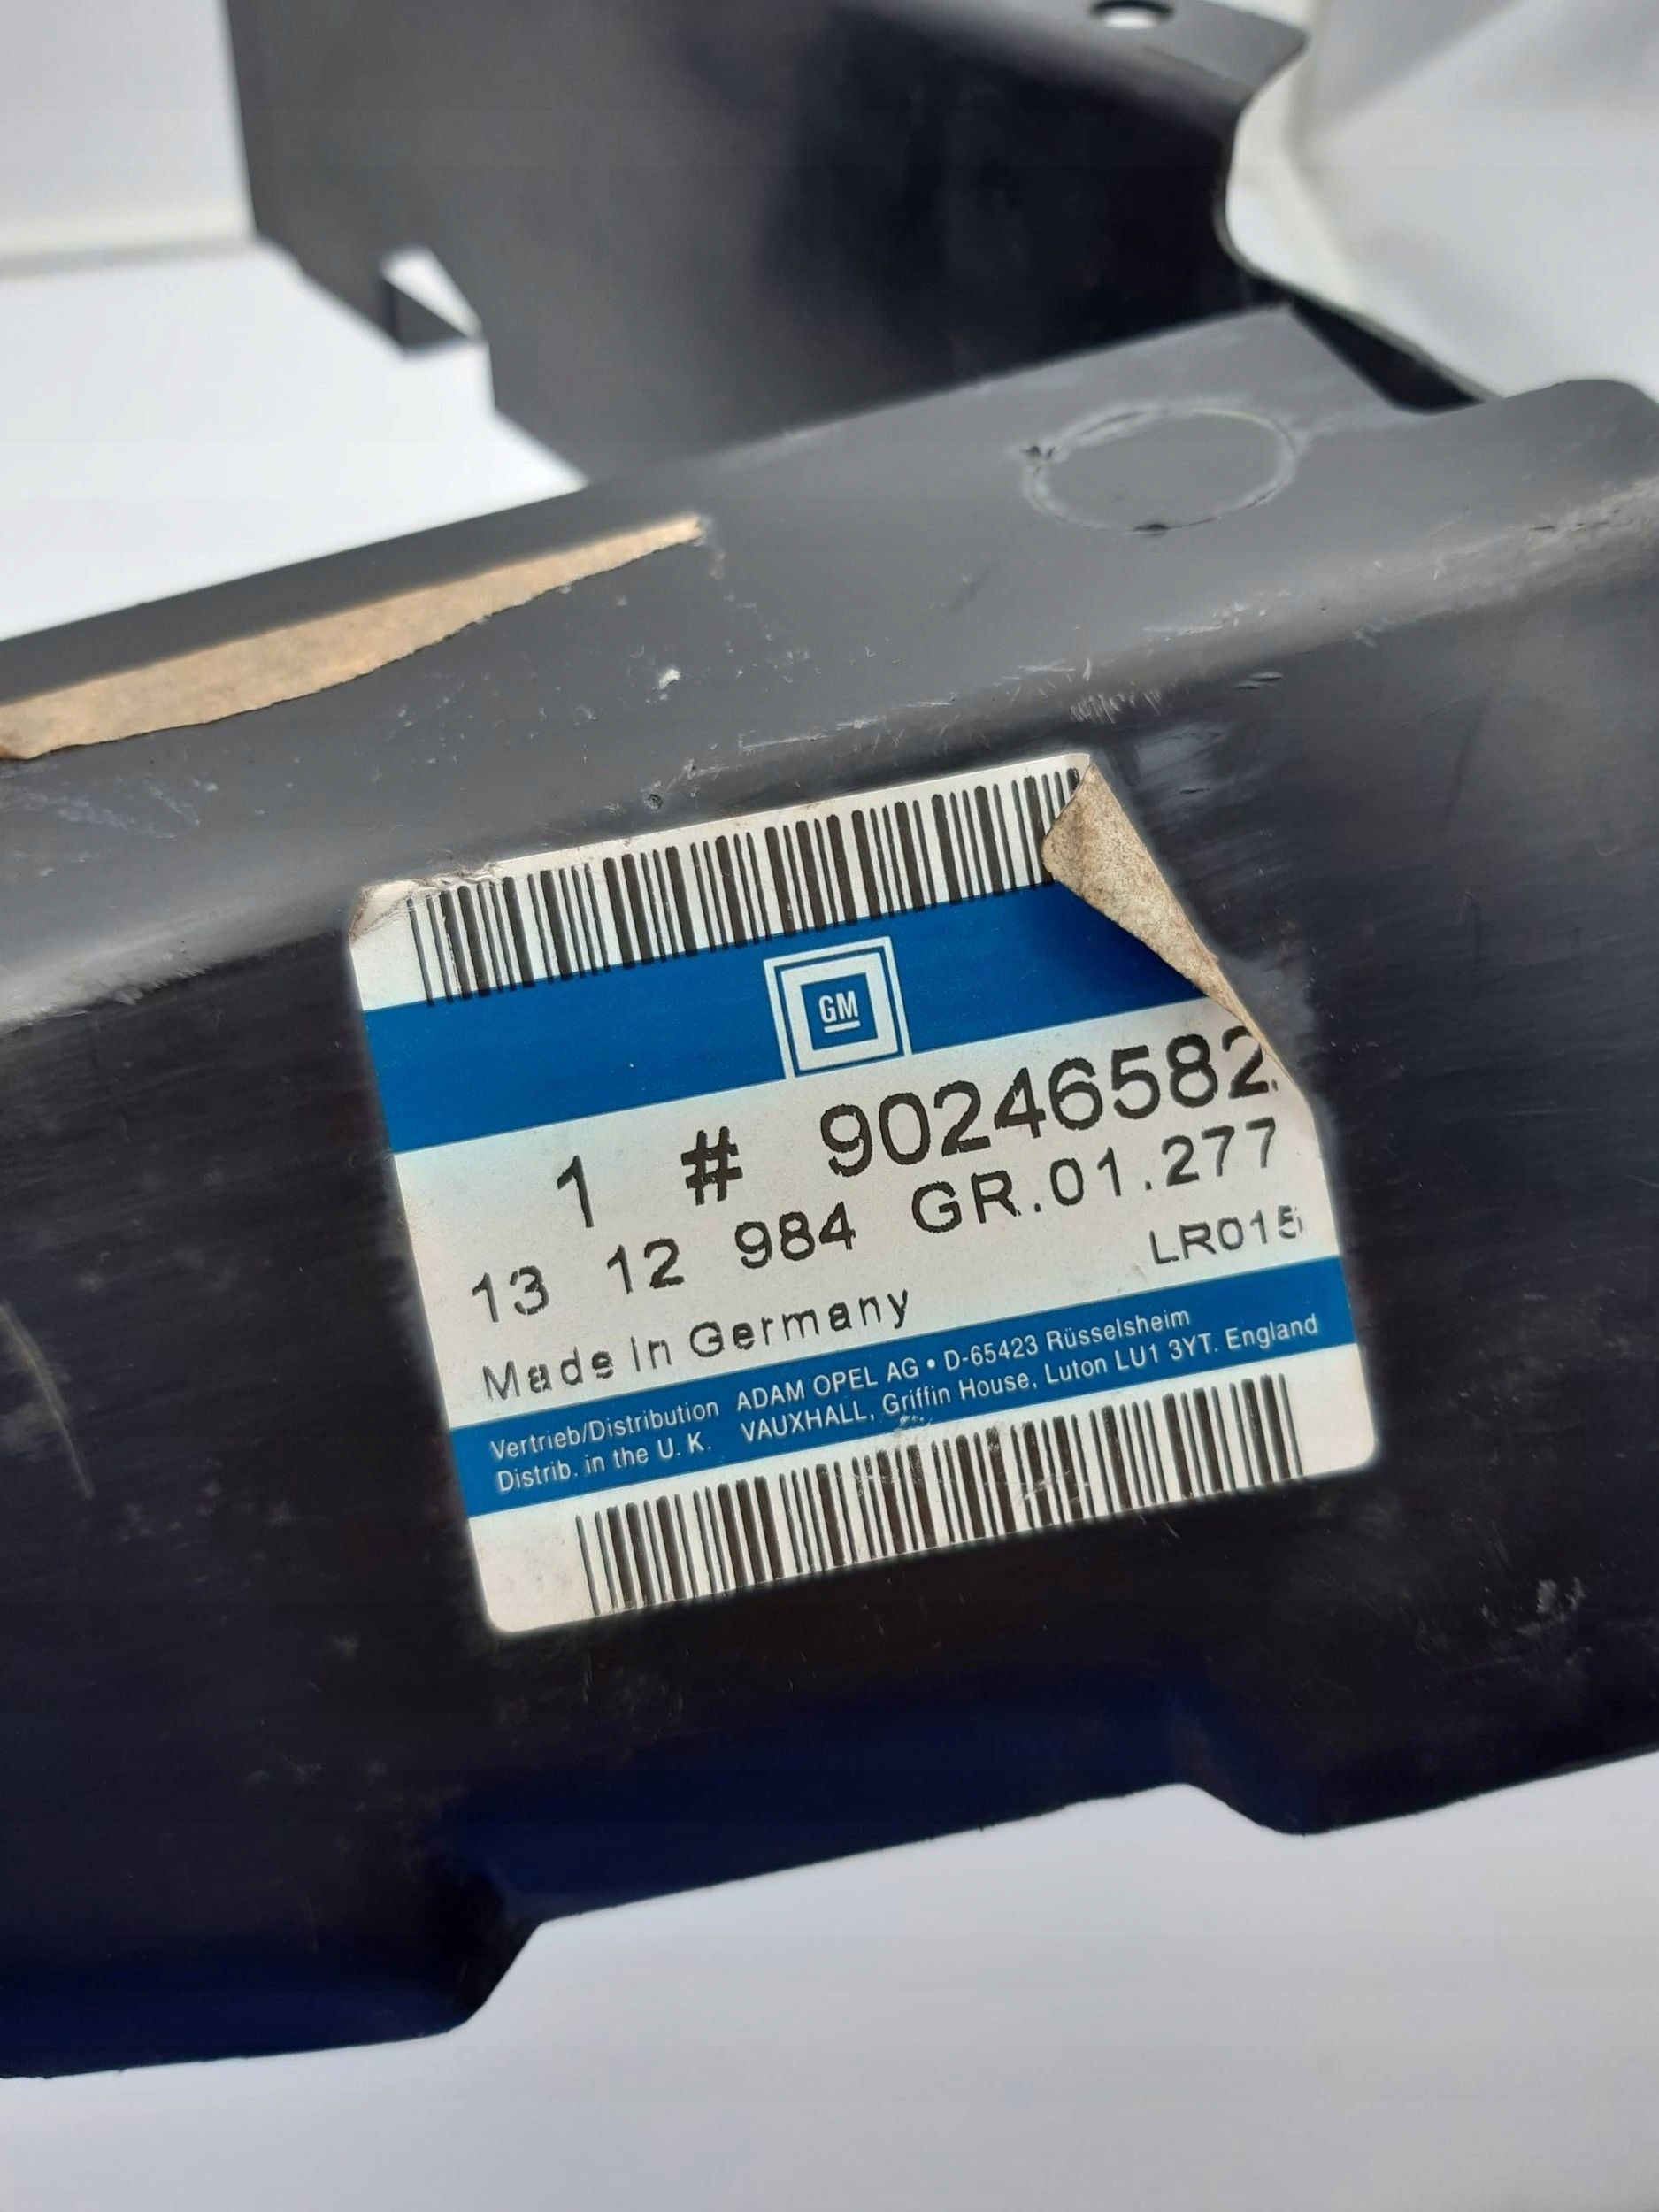 GM
1 # 90246582
13 12 984 GR.01.277
LR015
Made in Germany
Vertrieb/Distribution ADAM OPEL AG • D-65423 Rüsselsheim
Distrib. in the U. K. VAUXHALL, Griffin House, Luton LU1 3YT. England